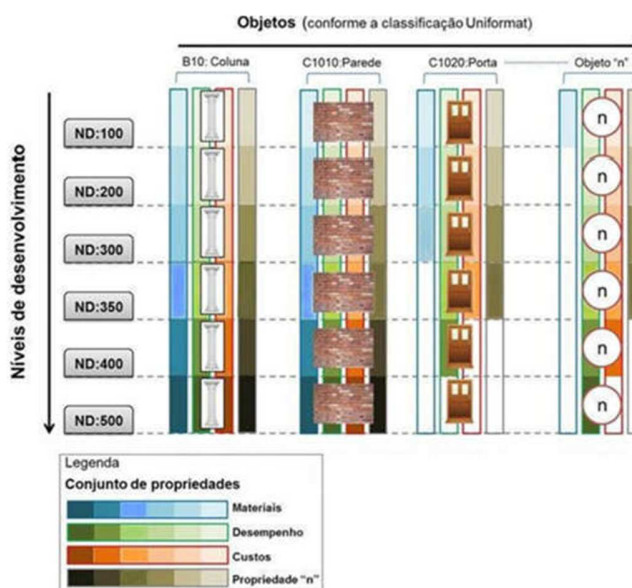 Objetos (conforme a classificação Uniformat)
B10: Coluna
C1010:Parede
C1020:Porta
Objeto “n”
Níveis de desenvolvimento
ND:100
n
ND:200
n
ND:300
n
ND:350
n
ND:400
n
ND:500
n
Legenda
Conjunto de propriedades
Materiais
Desempenho
Custos
Propriedade “n”